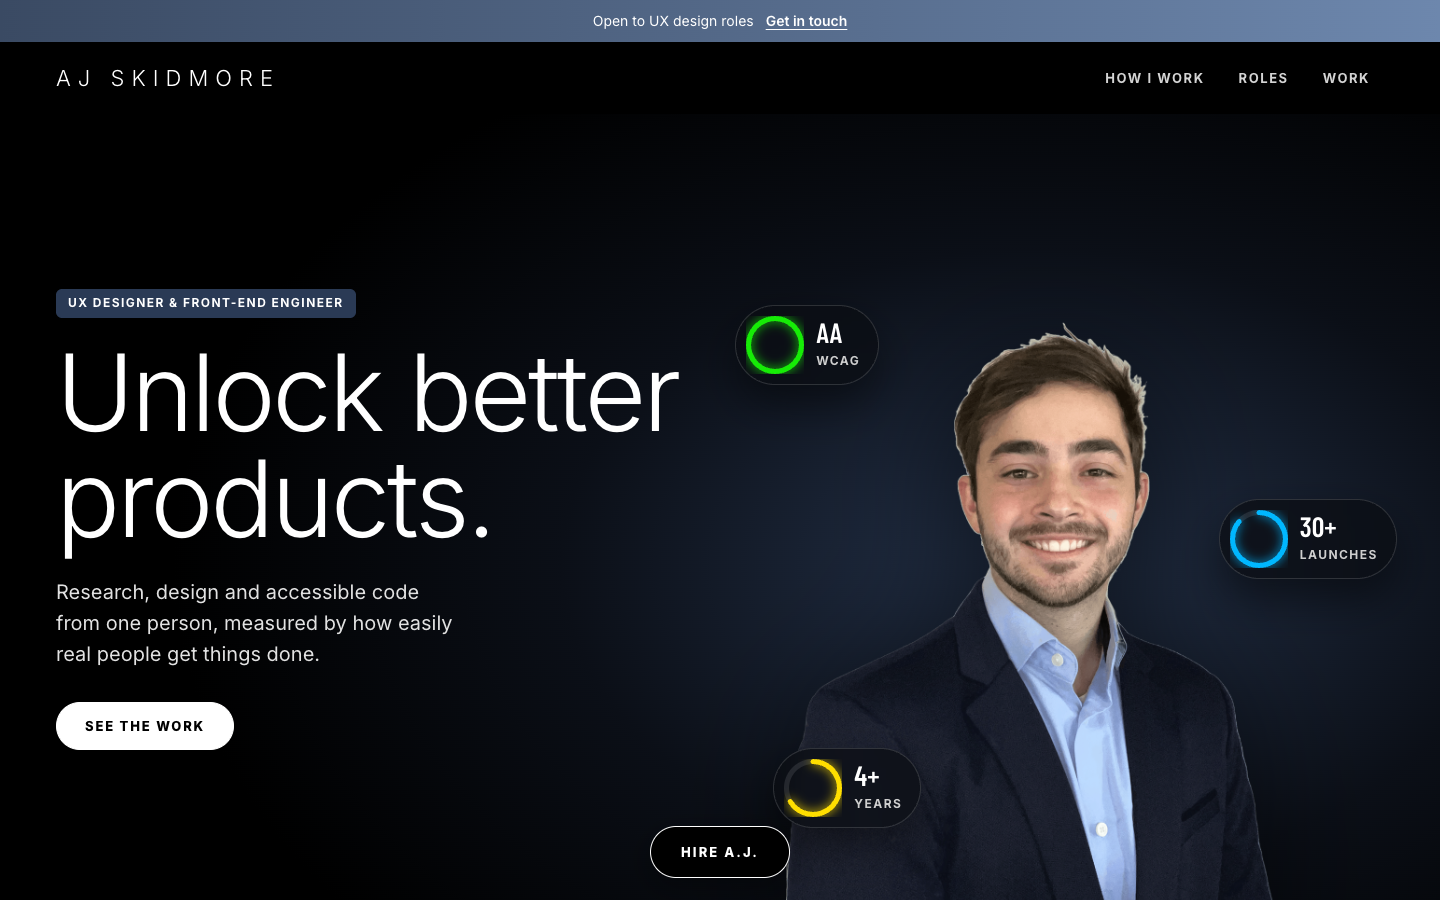 Open to UX design roles Get in touch
AJ SKIDMORE
HOW I WORK ROLES WORK
UX DESIGNER & FRONT-END ENGINEER
Unlock better
products.
Research, design and accessible code
from one person, measured by how easily
real people get things done.
SEE THE WORK
AA
WCAG
30+
LAUNCHES
4+
YEARS
HIRE A.J.